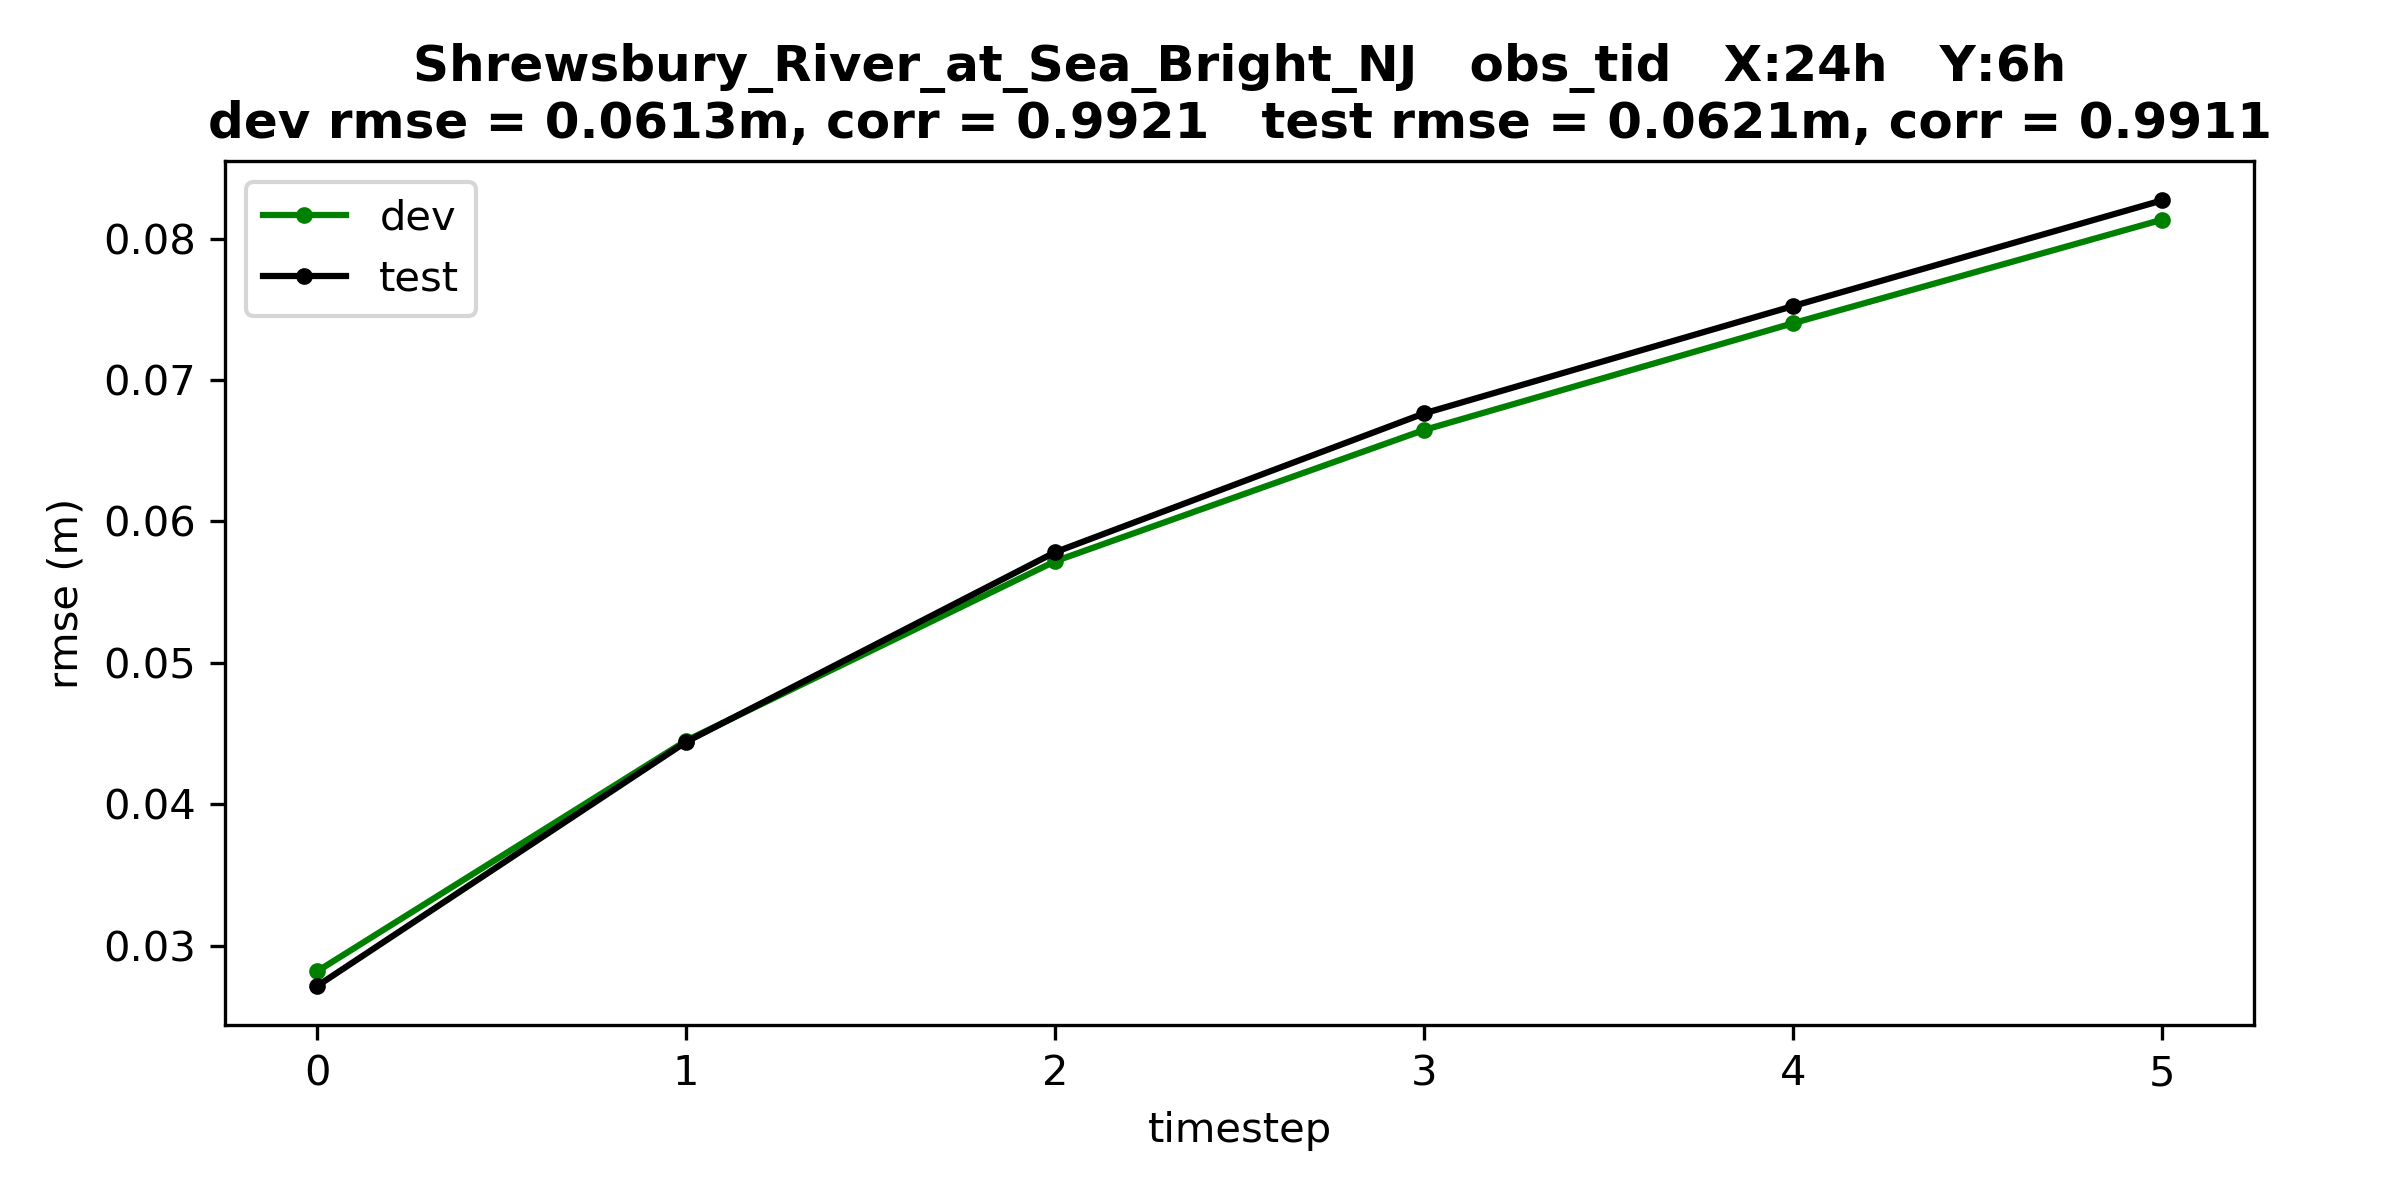 Shrewsbury_River_at_Sea_Bright_NJ   obs_tid   X:24h   Y:6h
dev rmse = 0.0613m, corr = 0.9921   test rmse = 0.0621m, corr = 0.9911
dev
test
0.08
0.07
0.06
0.05
0.04
0.03
rmse (m)
0 1 2 3 4 5
timestep